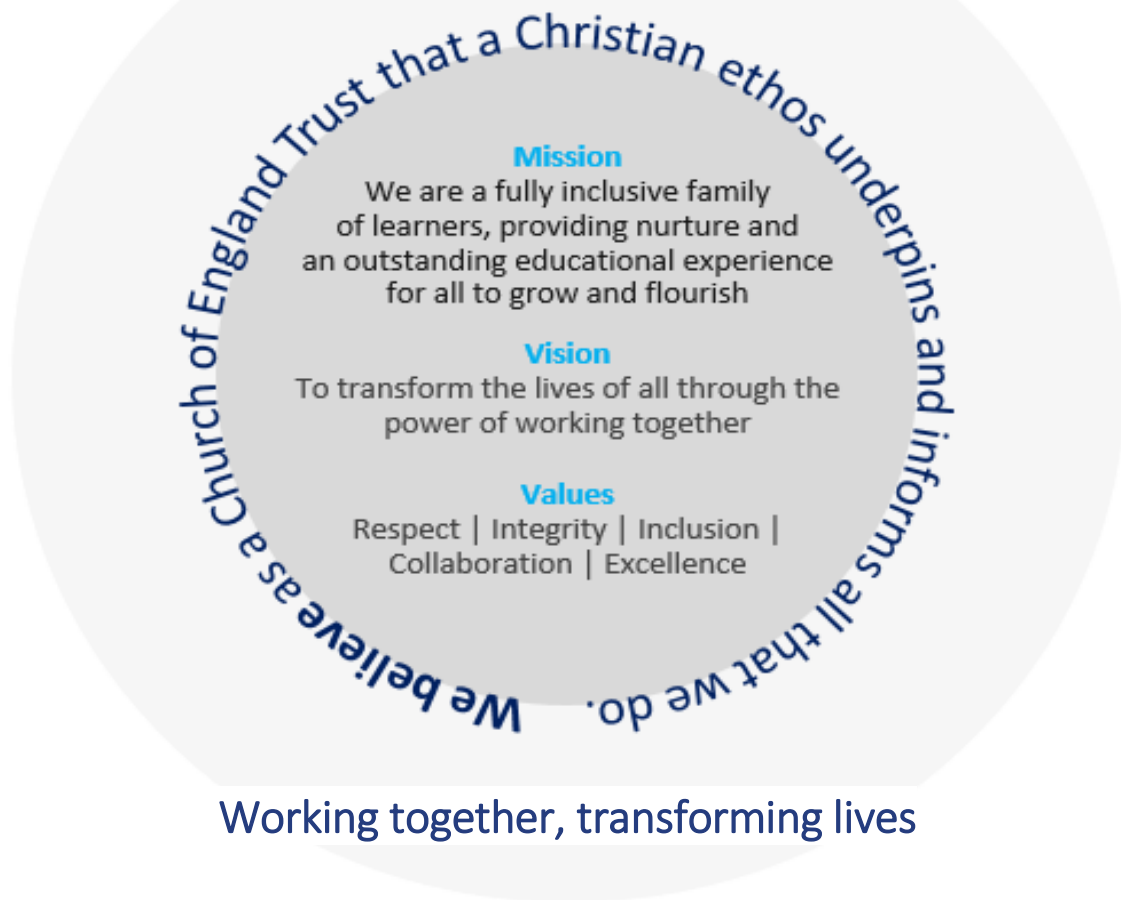 We believe as a Church of England Trust that a Christian ethos underpins and informs all that we do.
Mission
We are a fully inclusive family
of learners, providing nurture and
an outstanding educational experience
for all to grow and flourish
Vision
To transform the lives of all through the
power of working together
Values
Respect | Integrity | Inclusion |
Collaboration | Excellence
Working together, transforming lives